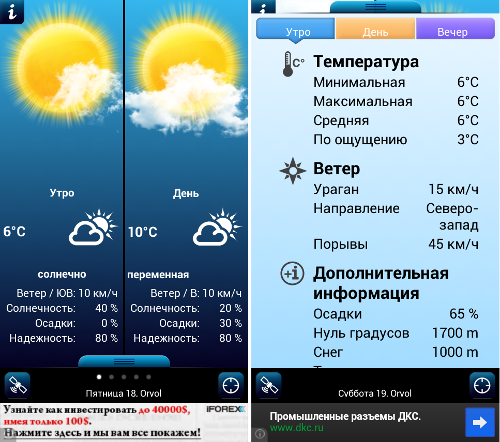 i
Утро
День
6°C
10°C
солнечно
переменная
Ветер / ЮВ: 10 км/ч
Солнечность: 40 %
Осадки: 0 %
Надежность: 80 %
Ветер / В: 10 км/ч
Солнечность: 20 %
Осадки: 30 %
Надежность: 80 %
Пятница 18. Orvol
Узнайте как инвестировать до 40000$,
имея только 100$.
Нажмите здесь и мы вам все покажем!
IFOREX
i
Утро
День
Вечер
C°
Температура
Минимальная 6°C
Максимальная 6°C
Средняя 6°C
По ощущению 3°C
Ветер
Ураган 15 км/ч
Направление Северо-
запад
Порывы 45 км/ч
+i
Дополнительная
информация
Осадки 65 %
Нуль градусов 1700 m
Снег 1000 m
Суббота 19. Orvol
Промышленные разъемы ДКС.
www.dkc.ru